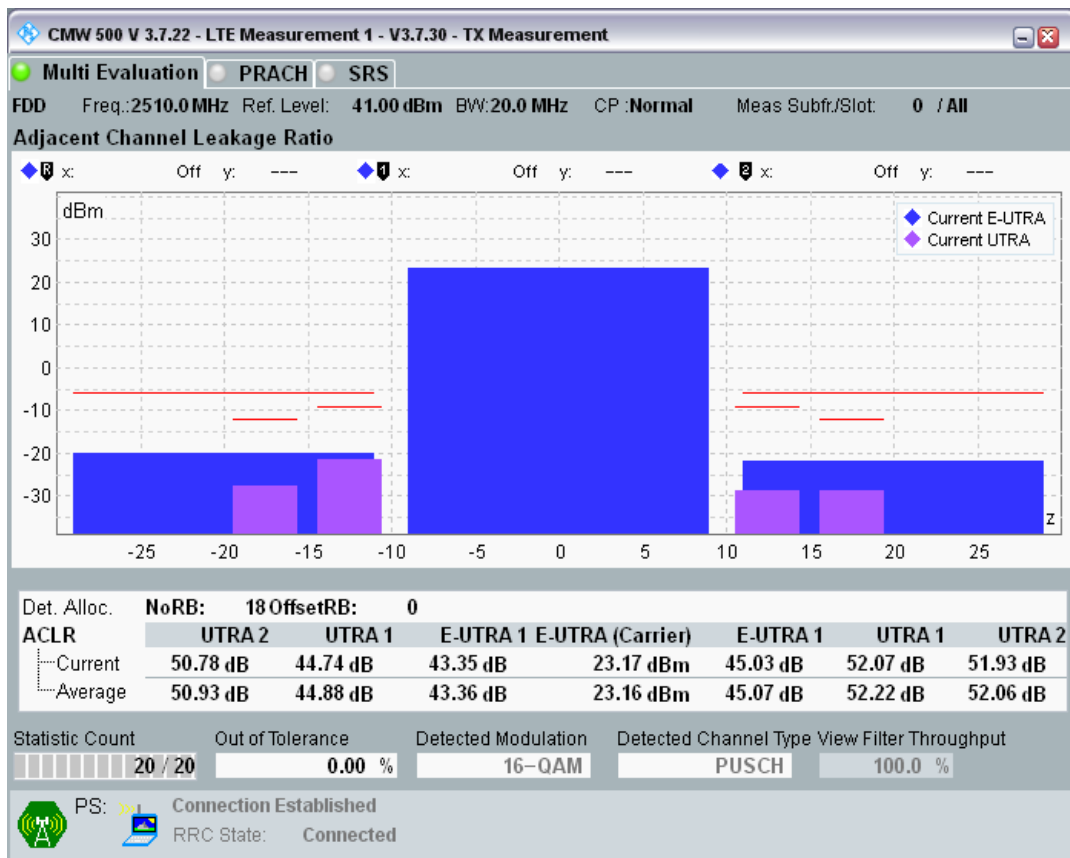 CMW 500 V 3.7.22 - LTE Measurement 1 - V3.7.30 - TX Measurement
Multi Evaluation PRACH SRS
FDD Freq.:2510.0 MHz Ref. Level: 41.00 dBm BW:20.0 MHz CP :Normal Meas Subfr./Slot: 0 / All
Adjacent Channel Leakage Ratio
R x: Off y: --- 1 x: Off y: --- 2 x: Off y: ---
dBm
Current E-UTRA
Current UTRA
30
20
10
0
-10
-20
-30
z
-25 -20 -15 -10 -5 0 5 10 15 20 25
Det. Alloc. NoRB: 18 OffsetRB: 0
ACLR UTRA 2 UTRA 1 E-UTRA 1 E-UTRA (Carrier) E-UTRA 1 UTRA 1 UTRA 2
Current 50.78 dB 44.74 dB 43.35 dB 23.17 dBm 45.03 dB 52.07 dB 51.93 dB
Average 50.93 dB 44.88 dB 43.36 dB 23.16 dBm 45.07 dB 52.22 dB 52.06 dB
Statistic Count Out of Tolerance Detected Modulation Detected Channel Type View Filter Throughput
20 / 20 0.00 % 16-QAM PUSCH 100.0 %
PS: Connection Established
RRC State: Connected